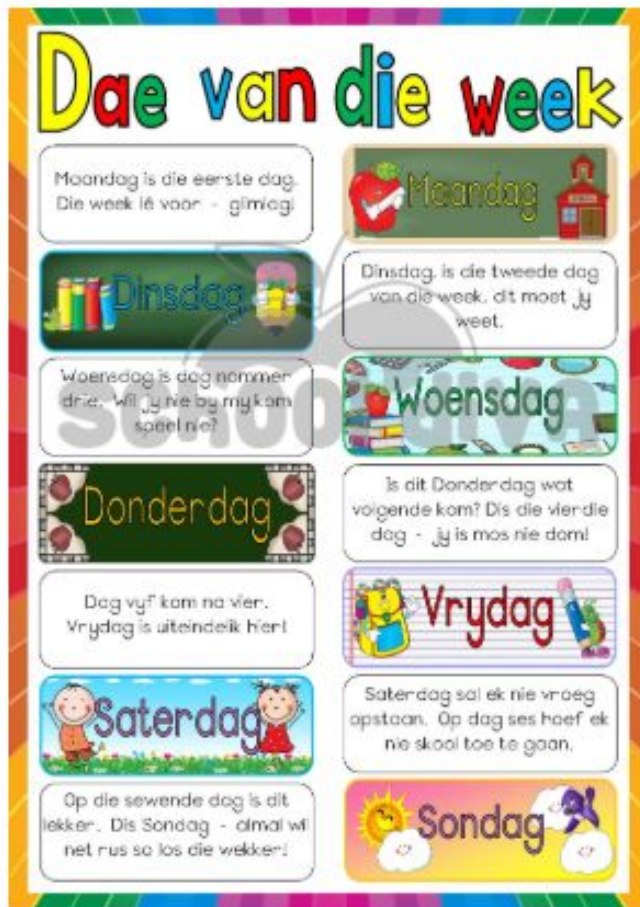 Dae van die week
Maandag is die eerste dag.
Die week lê voor - glimlag!
Maandag
Dinsdag
Dinsdag, is die tweede dag
van die week, dit moet jy
weet.
Woensdag is dag nommer
drie. Wil jy nie by my kom
speel nie?
Woensdag
Donderdag
Is dit Donderdag wat
volgende kom? Dis die vierdie
dag - jy is mos nie dom!
Dag vyf kom na vier.
Vrydag is uiteindelik hier!
Vrydag
Saterdag
Saterdag sal ek nie vroeg
opstaan. Op dag ses hoef ek
nie skool toe te gaan.
Op die sewende dag is dit
lekker. Dis Sondag - almal wil
net rus so los die wekker!
Sondag